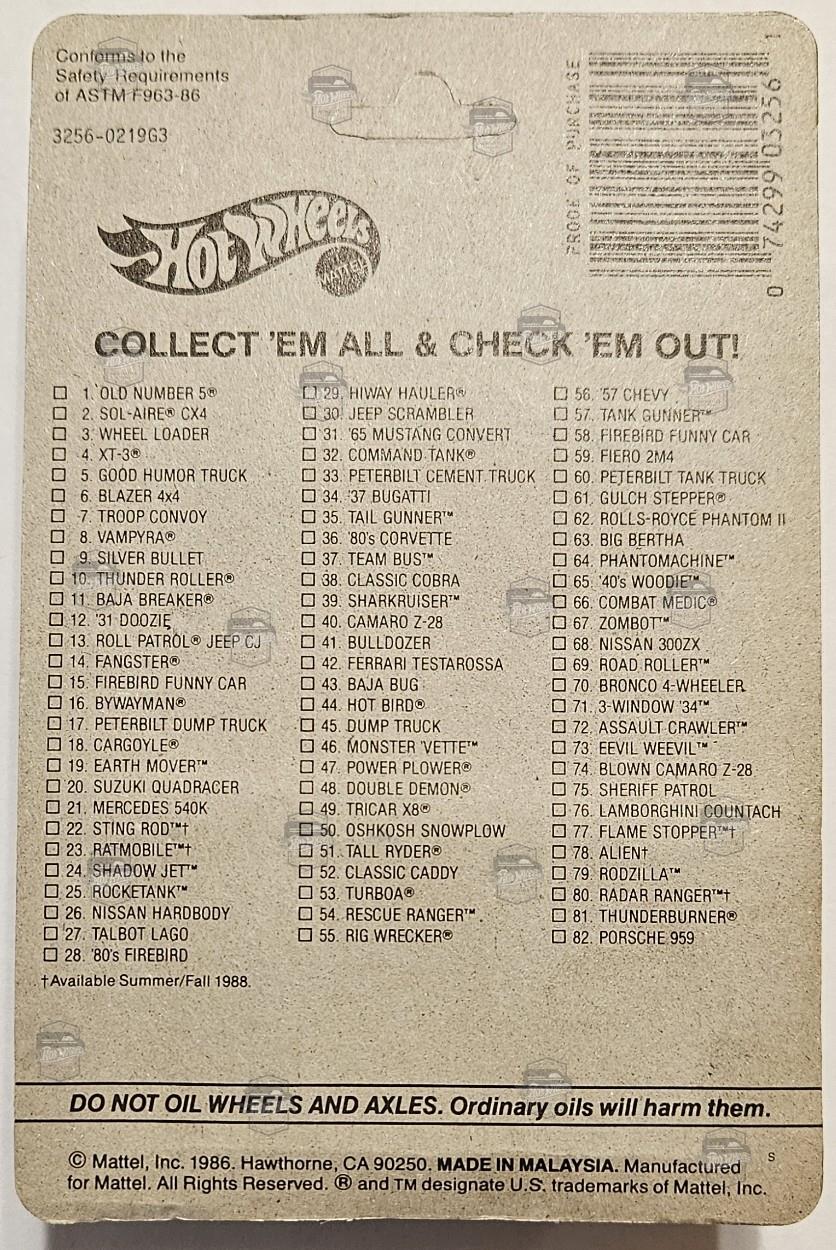 Conforms to the
Safety Requirements
of ASTM F963-86
3256-0219G3
PROOF OF PURCHASE
0 74299 03256 1
Hot Wheels
MATTEL
COLLECT 'EM ALL & CHECK 'EM OUT!
1. OLD NUMBER 5®
2. SOL-AIRE® CX4
3. WHEEL LOADER
4. XT-3®
5. GOOD HUMOR TRUCK
6. BLAZER 4x4
7. TROOP CONVOY
8. VAMPYRA®
9. SILVER BULLET
10. THUNDER ROLLER®
11. BAJA BREAKER®
12. '31 DOOZIE
13. ROLL PATROL® JEEP CJ
14. FANGSTER®
15. FIREBIRD FUNNY CAR
16. BYWAYMAN®
17. PETERBILT DUMP TRUCK
18. CARGOYLE®
19. EARTH MOVER™
20. SUZUKI QUADRACER
21. MERCEDES 540K
22. STING ROD™†
23. RATMOBILE™†
24. SHADOW JET™
25. ROCKETANK™
26. NISSAN HARDBODY
27. TALBOT LAGO
28. '80's FIREBIRD
†Available Summer/Fall 1988.
29. HIWAY HAULER®
30. JEEP SCRAMBLER
31. '65 MUSTANG CONVERT
32. COMMAND TANK®
33. PETERBILT CEMENT TRUCK
34. '37 BUGATTI
35. TAIL GUNNER™
36. '80's CORVETTE
37. TEAM BUS™
38. CLASSIC COBRA
39. SHARKRUISER™
40. CAMARO Z-28
41. BULLDOZER
42. FERRARI TESTAROSSA
43. BAJA BUG
44. HOT BIRD®
45. DUMP TRUCK
46. MONSTER 'VETTE™
47. POWER PLOWER®
48. DOUBLE DEMON®
49. TRICAR X8®
50. OSHKOSH SNOWPLOW
51. TALL RYDER®
52. CLASSIC CADDY
53. TURBOA®
54. RESCUE RANGER™
55. RIG WRECKER®
56. '57 CHEVY
57. TANK GUNNER™
58. FIREBIRD FUNNY CAR
59. FIERO 2M4
60. PETERBILT TANK TRUCK
61. GULCH STEPPER®
62. ROLLS-ROYCE PHANTOM II
63. BIG BERTHA
64. PHANTOMACHINE™
65. '40's WOODIE™
66. COMBAT MEDIC®
67. ZOMBOT™
68. NISSAN 300ZX
69. ROAD ROLLER™
70. BRONCO 4-WHEELER
71. 3-WINDOW '34™
72. ASSAULT CRAWLER™
73. EEVIL WEEVIL™
74. BLOWN CAMARO Z-28
75. SHERIFF PATROL
76. LAMBORGHINI COUNTACH
77. FLAME STOPPER™†
78. ALIEN†
79. RODZILLA™
80. RADAR RANGER™†
81. THUNDERBURNER®
82. PORSCHE 959
DO NOT OIL WHEELS AND AXLES. Ordinary oils will harm them.
© Mattel, Inc. 1986. Hawthorne, CA 90250. MADE IN MALAYSIA. Manufactured S
for Mattel. All Rights Reserved. ® and TM designate U.S. trademarks of Mattel, Inc.